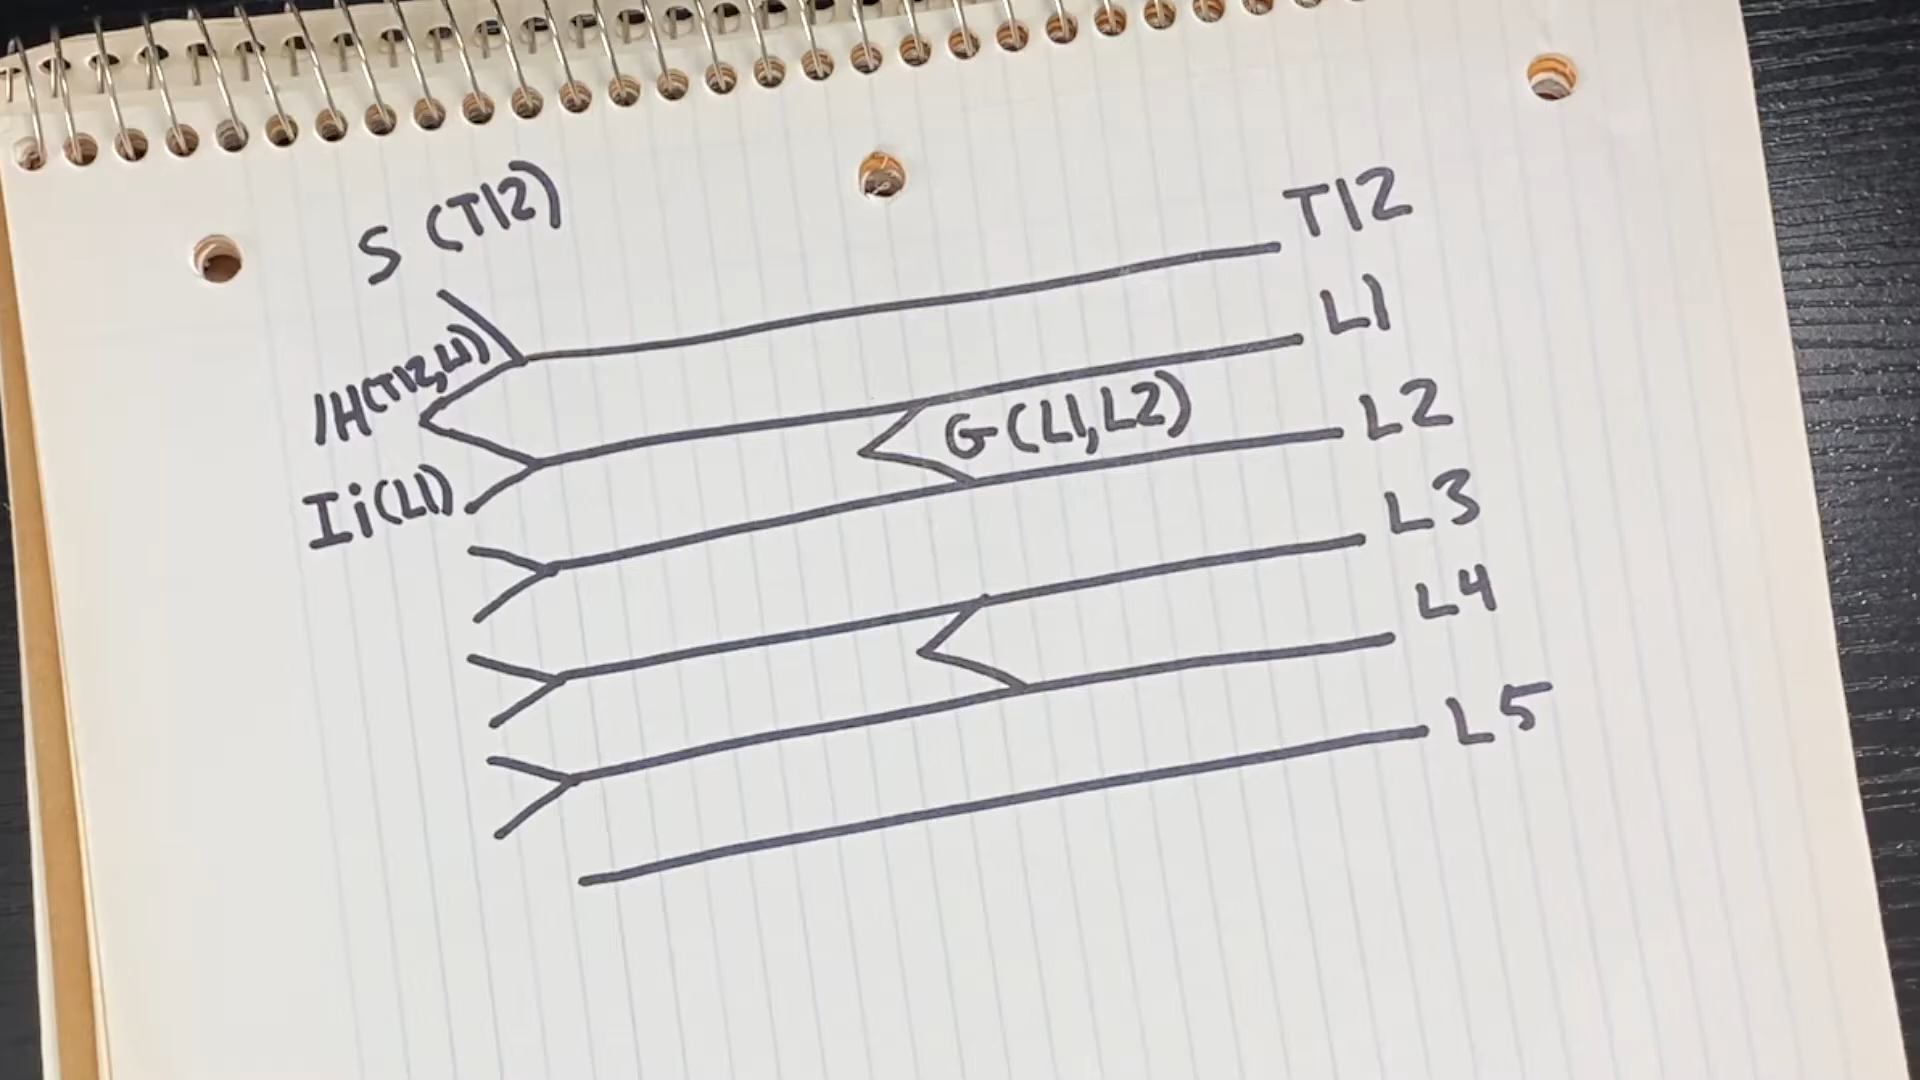 S (T12)
T12
IH(T12,L1)
L1
G(L1,L2)
L2
Ii(L1)
L3
L4
L5